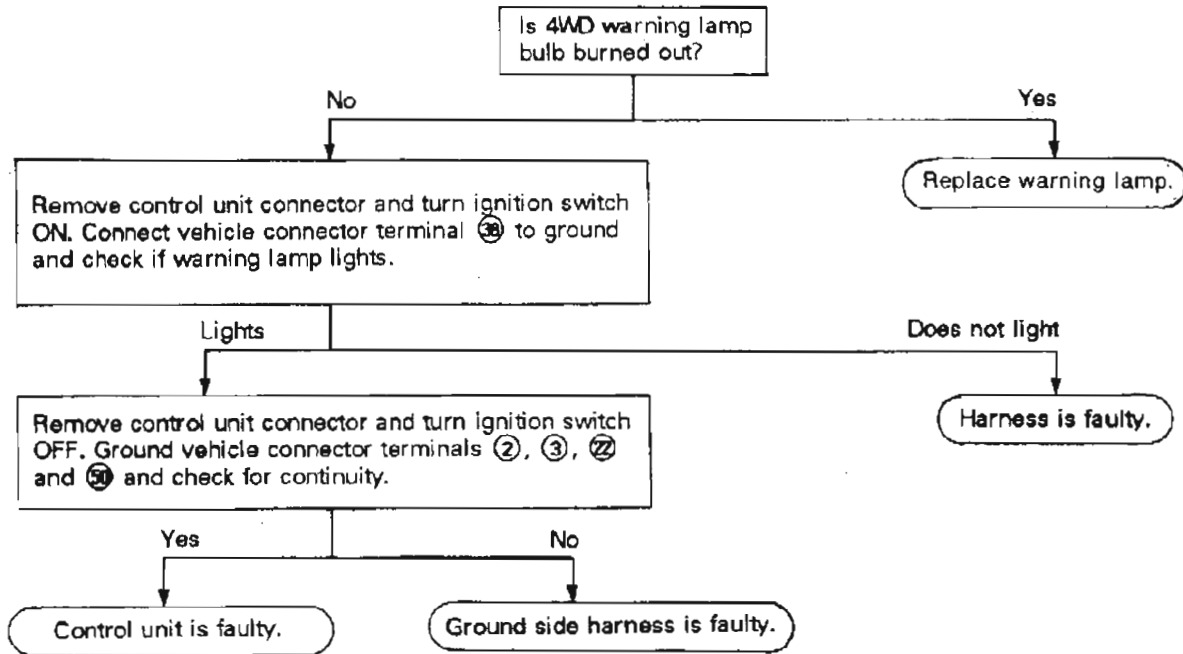 Is 4WD warning lamp
bulb burned out?
No
Yes
Remove control unit connector and turn ignition switch
ON. Connect vehicle connector terminal 38 to ground
and check if warning lamp lights.
Replace warning lamp.
Lights
Does not light
Remove control unit connector and turn ignition switch
OFF. Ground vehicle connector terminals ②, ③, ㉒
and ㊿ and check for continuity.
Harness is faulty.
Yes
No
Control unit is faulty.
Ground side harness is faulty.